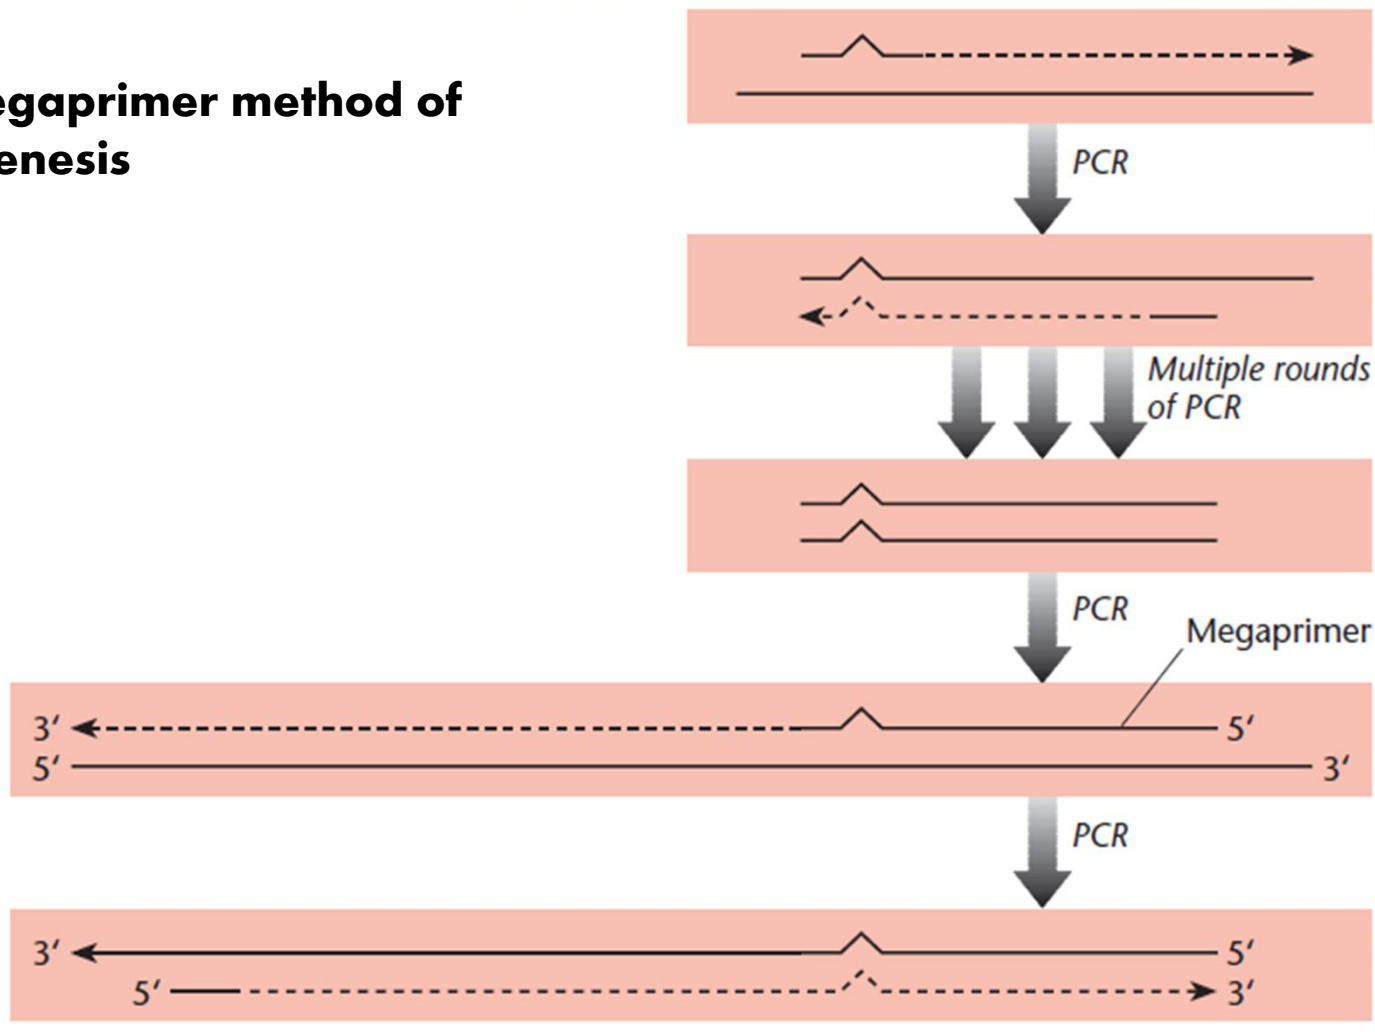 egaprimer method of
enesis
PCR
Multiple rounds
of PCR
PCR
Megaprimer
3′ 5′
5′ 3′
PCR
3′ 5′
5′ 3′